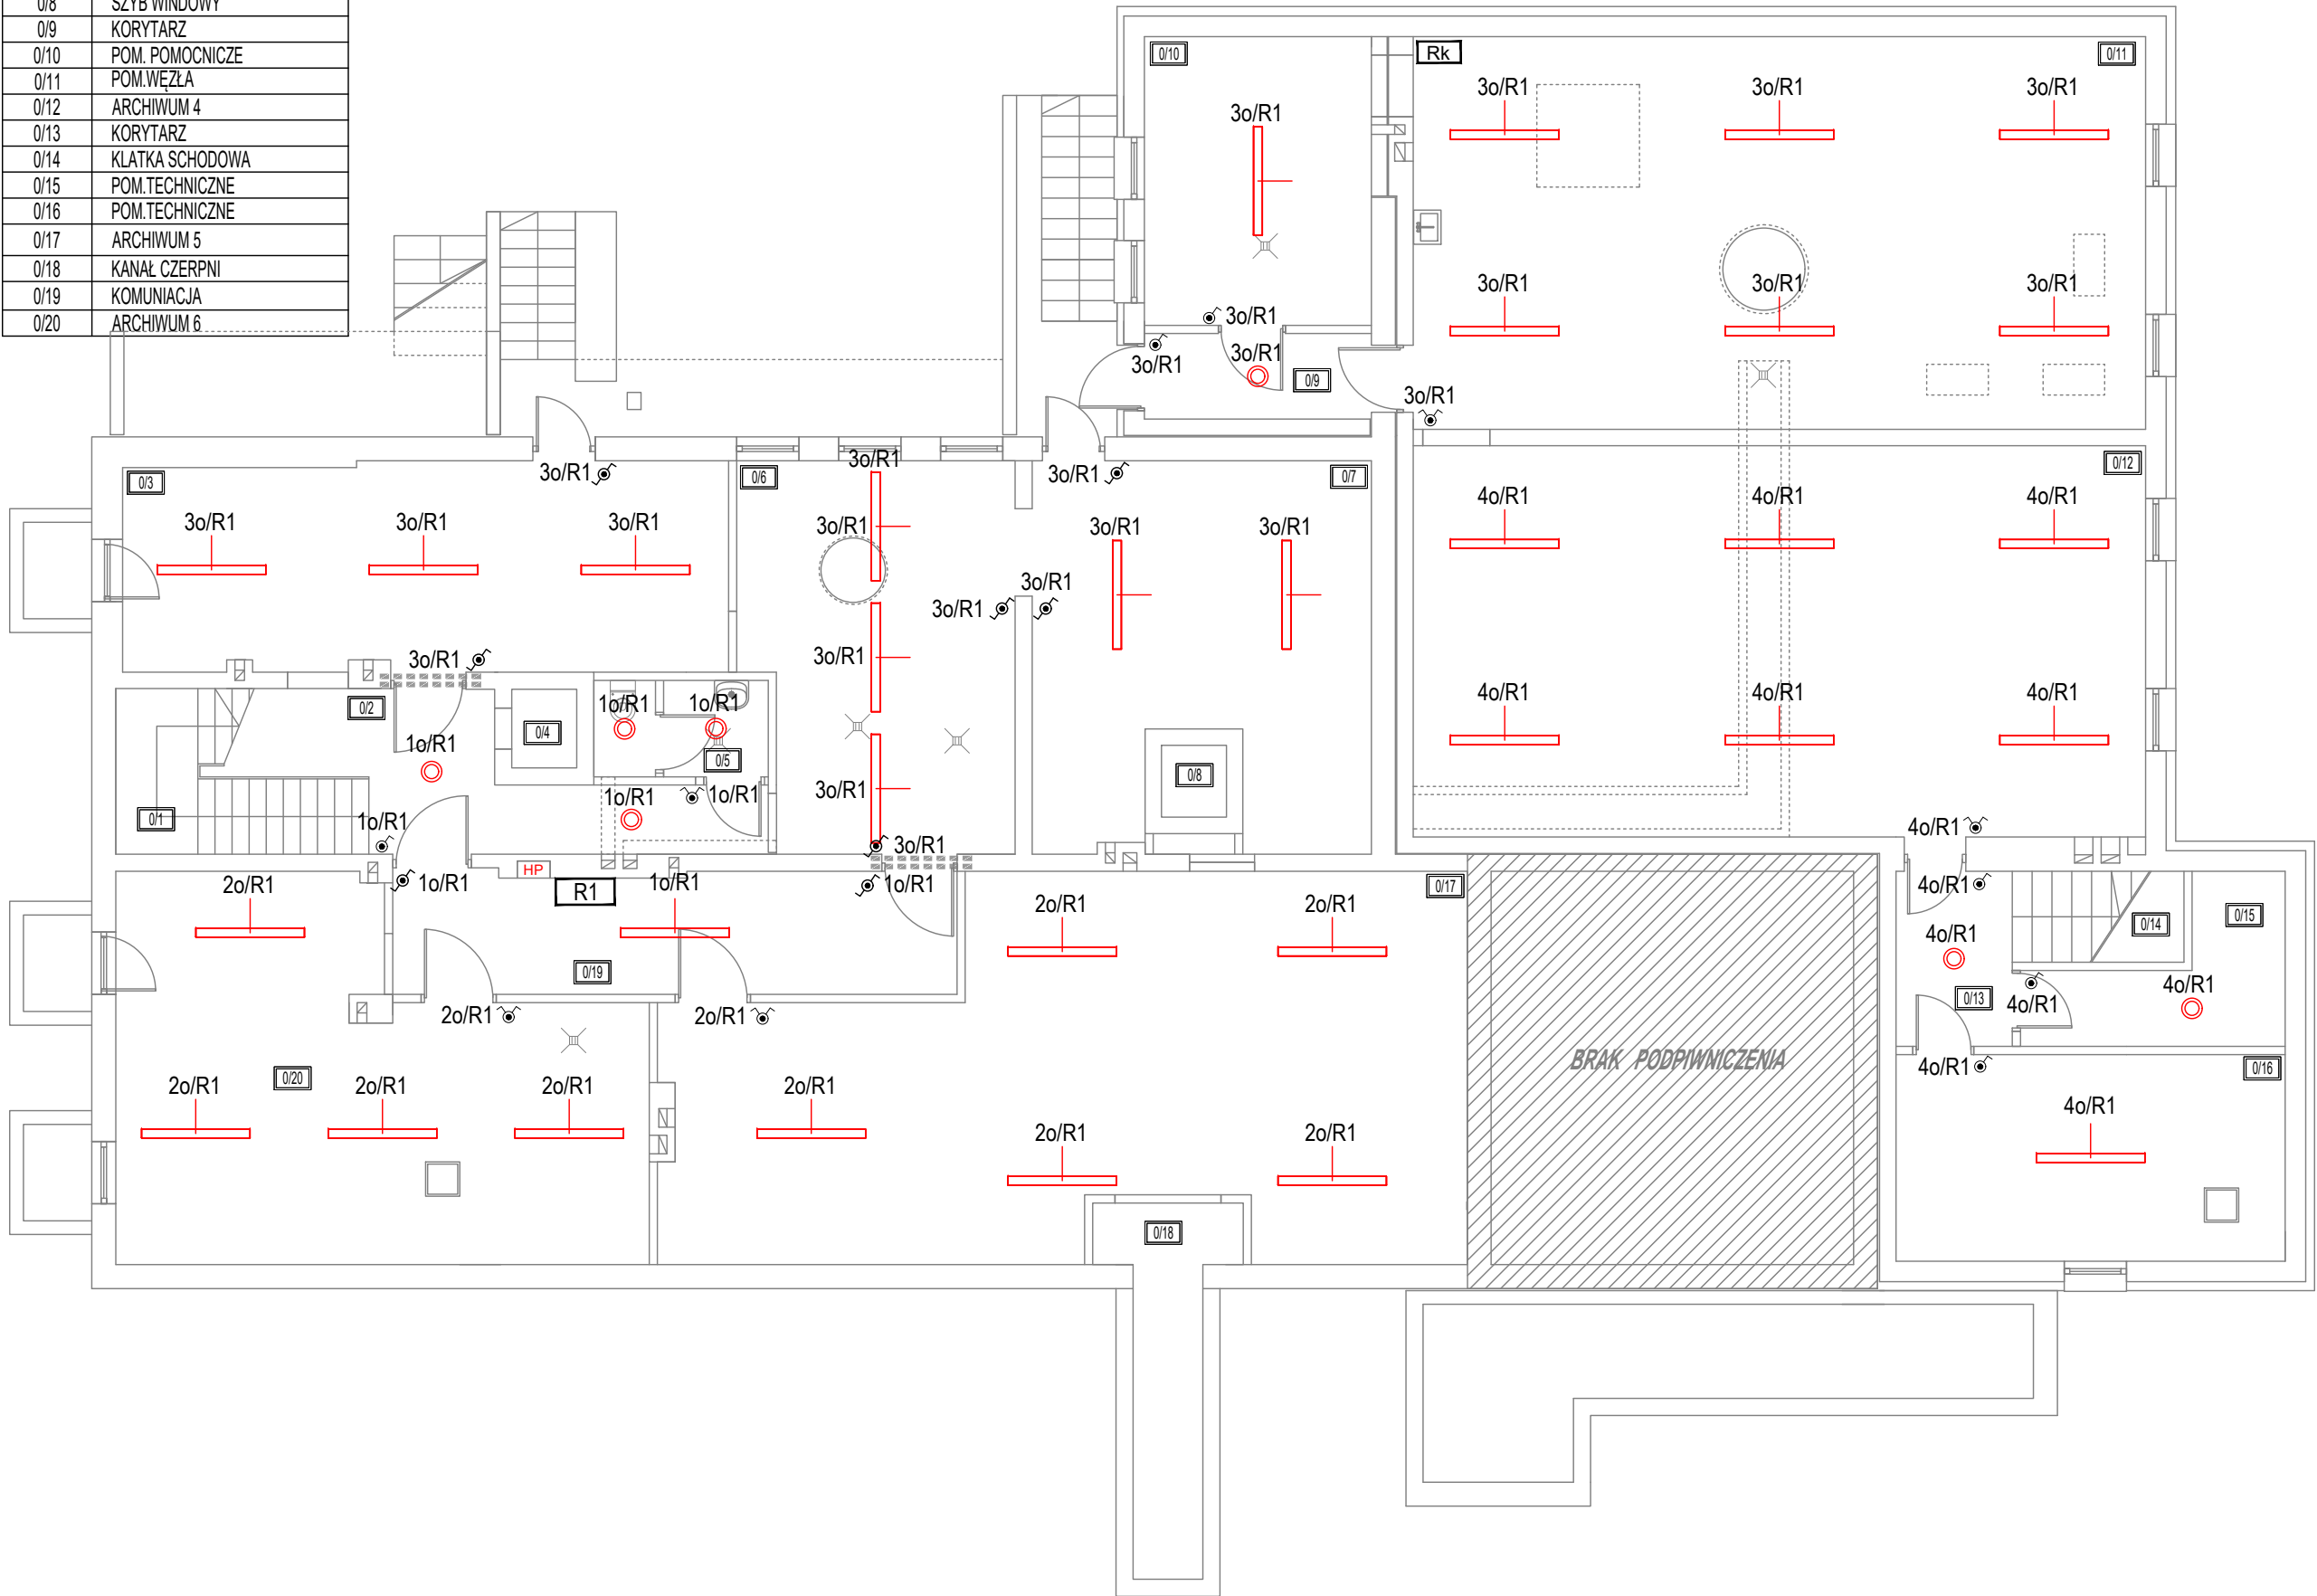 0/8 SZYB WINDOWY
0/9 KORYTARZ
0/10 POM. POMOCNICZE
0/11 POM.WĘZŁA
0/12 ARCHIWUM 4
0/13 KORYTARZ
0/14 KLATKA SCHODOWA
0/15 POM.TECHNICZNE
0/16 POM.TECHNICZNE
0/17 ARCHIWUM 5
0/18 KANAŁ CZERPNI
0/19 KOMUNIACJA
0/20 ARCHIWUM 6
0/10 Rk 0/11
3o/R1 3o/R1 3o/R1
3o/R1
3o/R1 3o/R1 3o/R1
3o/R1
3o/R1
3o/R1
0/9
3o/R1
3o/R1
3o/R1 3o/R1
0/3 0/6 0/7 0/12
3o/R1 3o/R1 3o/R1 3o/R1 3o/R1 3o/R1
4o/R1 4o/R1 4o/R1
3o/R1
3o/R1
3o/R1
3o/R1
4o/R1 4o/R1 4o/R1
0/2 1o/R1 1o/R1
0/4
1o/R1
0/5
0/8
3o/R1
1o/R1 1o/R1
0/1
1o/R1
4o/R1
3o/R1
HP
1o/R1 1o/R1 1o/R1
2o/R1 R1 0/17 4o/R1
2o/R1 2o/R1
0/15
0/14
4o/R1
0/19
4o/R1
0/13 4o/R1
2o/R1 2o/R1
BRAK PODPIWNICZENIA
4o/R1 0/16
0/20
2o/R1 2o/R1 2o/R1 2o/R1
4o/R1
2o/R1 2o/R1
0/18